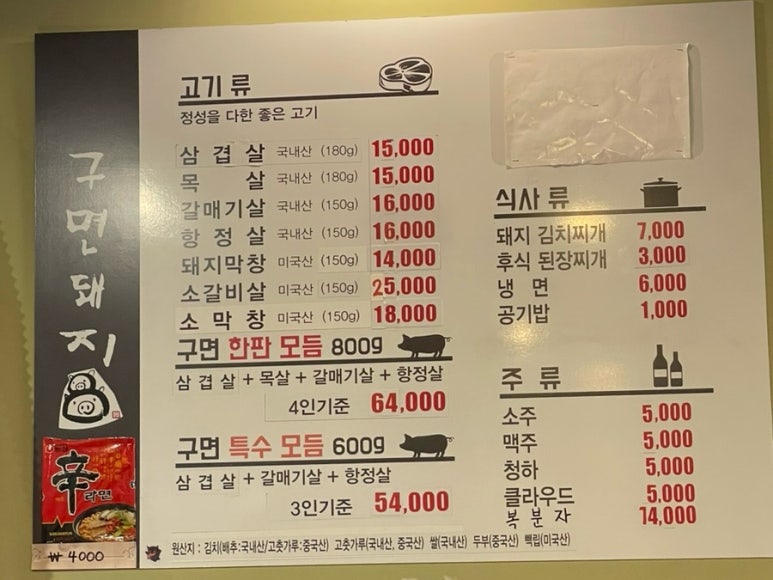 구면돼지
辛
라면
₩ 4000
고기 류
정성을 다한 좋은 고기
삼 겹 살 국내산 (180g) 15,000
목 살 국내산 (180g) 15,000
갈매기살 국내산 (150g) 16,000
항 정 살 국내산 (150g) 16,000
돼지막창 미국산 (150g) 14,000
소갈비살 미국산 (150g) 25,000
소 막 창 미국산 (150g) 18,000
구면 한판 모듬 800g
삼 겹 살 + 목살 + 갈매기살 + 항정살
4인기준 64,000
구면 특수 모듬 600g
삼 겹 살 + 갈매기살 + 항정살
3인기준 54,000
식사 류
돼지 김치찌개 7,000
후식 된장찌개 3,000
냉 면 6,000
공기밥 1,000
주 류
소주 5,000
맥주 5,000
청하 5,000
클라우드 5,000
복 분 자 14,000
원산지 : 김치(배추:국내산/고춧가루:중국산) 고춧가루(국내산, 중국산) 쌀(국내산) 두부(중국산) 빽립(미국산)